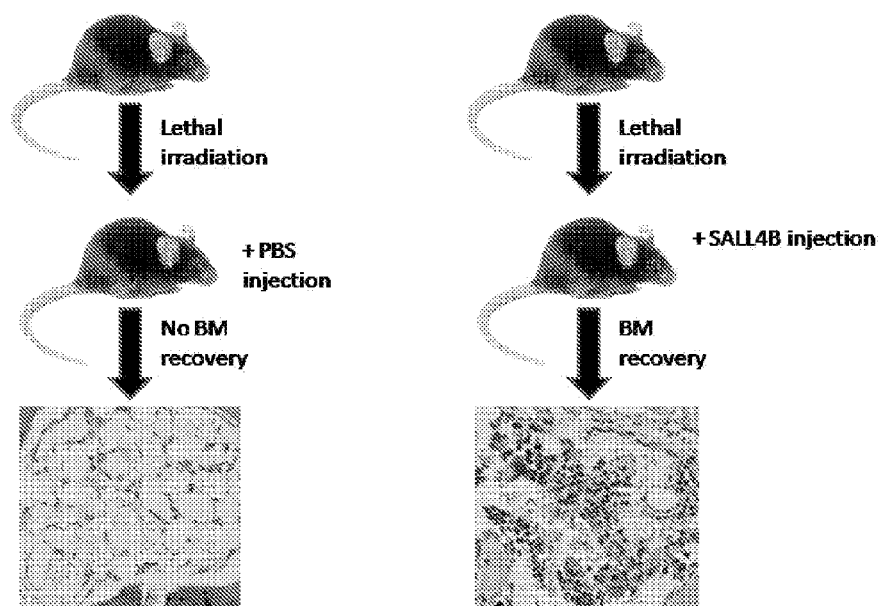 Lethal
irradiation
+ PBS
injection
No BM
recovery
Lethal
irradiation
+ SALL4B injection
BM
recovery